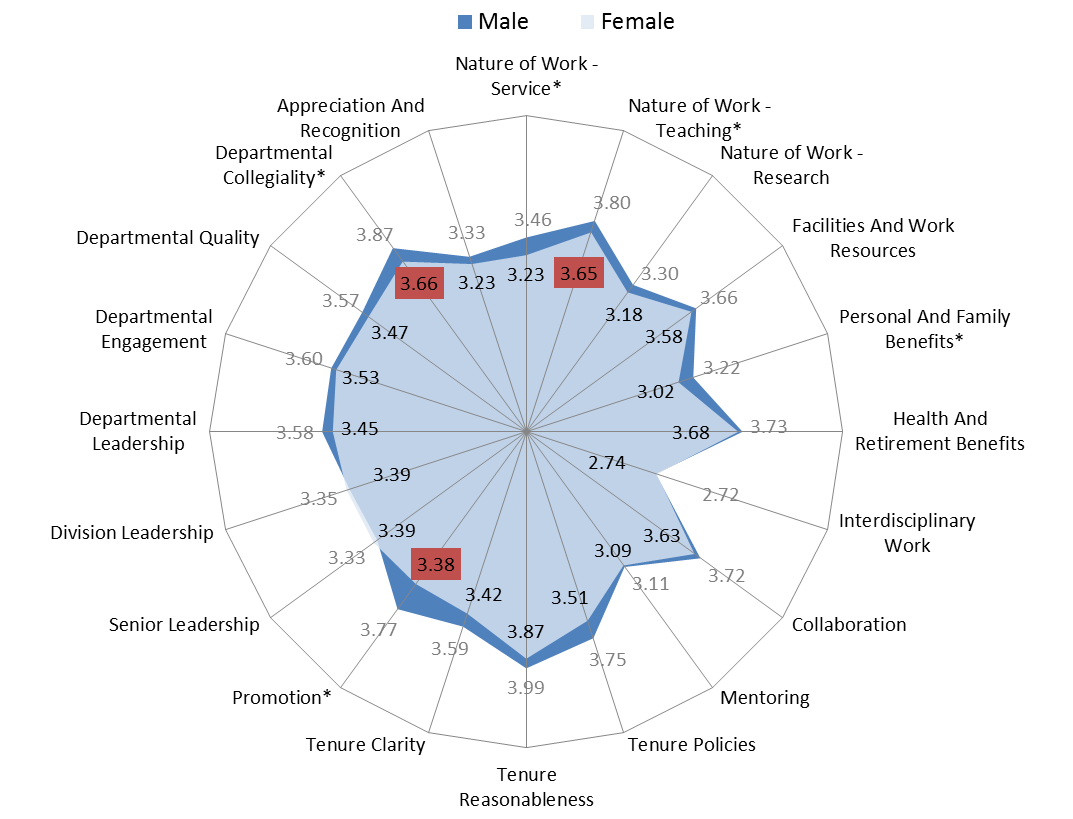 Male
Female
Nature of Work -
Service*
Nature of Work -
Teaching*
Nature of Work -
Research
Facilities And Work
Resources
Personal And Family
Benefits*
Health And
Retirement Benefits
Interdisciplinary
Work
Collaboration
Mentoring
Tenure Policies
Tenure
Reasonableness
Tenure Clarity
Promotion*
Senior Leadership
Division Leadership
Departmental
Leadership
Departmental
Engagement
Departmental Quality
Departmental
Collegiality*
Appreciation And
Recognition
3.46
3.80
3.30
3.66
3.22
3.73
2.72
3.72
3.11
3.75
3.99
3.59
3.77
3.33
3.35
3.58
3.60
3.57
3.87
3.33
3.23
3.65
3.18
3.58
3.02
3.68
2.74
3.63
3.09
3.51
3.87
3.42
3.38
3.39
3.39
3.45
3.53
3.47
3.66
3.23